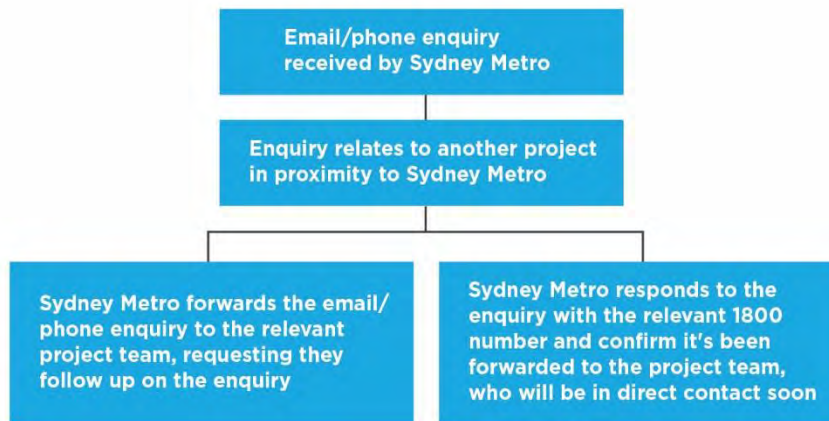 Email/phone enquiry
received by Sydney Metro
Enquiry relates to another project
in proximity to Sydney Metro
Sydney Metro forwards the email/
phone enquiry to the relevant
project team, requesting they
follow up on the enquiry
Sydney Metro responds to the
enquiry with the relevant 1800
number and confirm it's been
forwarded to the project team,
who will be in direct contact soon